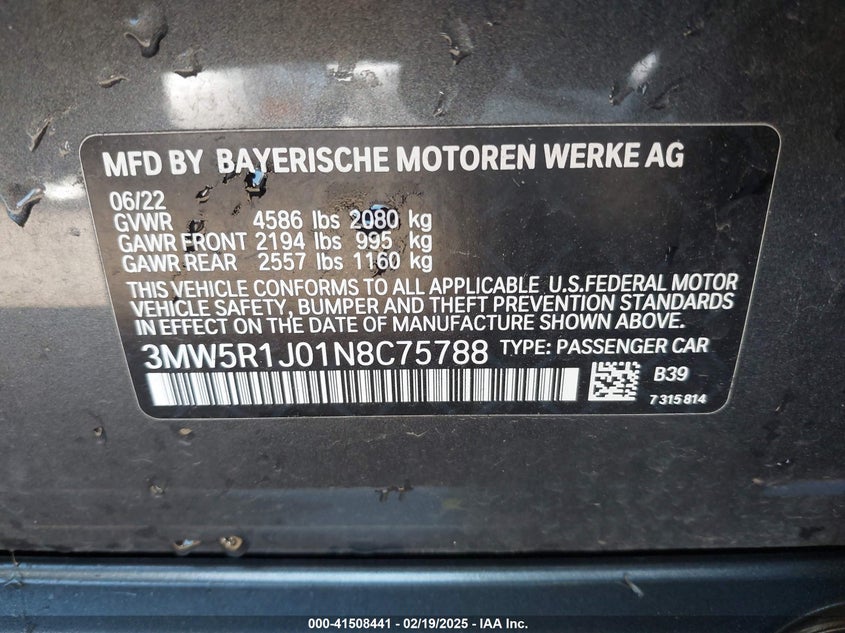 MFD BY BAYERISCHE MOTOREN WERKE AG
06/22
GVWR 4586 lbs 2080 kg
GAWR FRONT 2194 lbs 995 kg
GAWR REAR 2557 lbs 1160 kg
THIS VEHICLE CONFORMS TO ALL APPLICABLE U.S.FEDERAL MOTOR
VEHICLE SAFETY, BUMPER AND THEFT PREVENTION STANDARDS
IN EFFECT ON THE DATE OF MANUFACTURE SHOWN ABOVE.
3MW5R1J01N8C75788 TYPE: PASSENGER CAR
B39
7315814
000-41508441 - 02/19/2025 - IAA Inc.